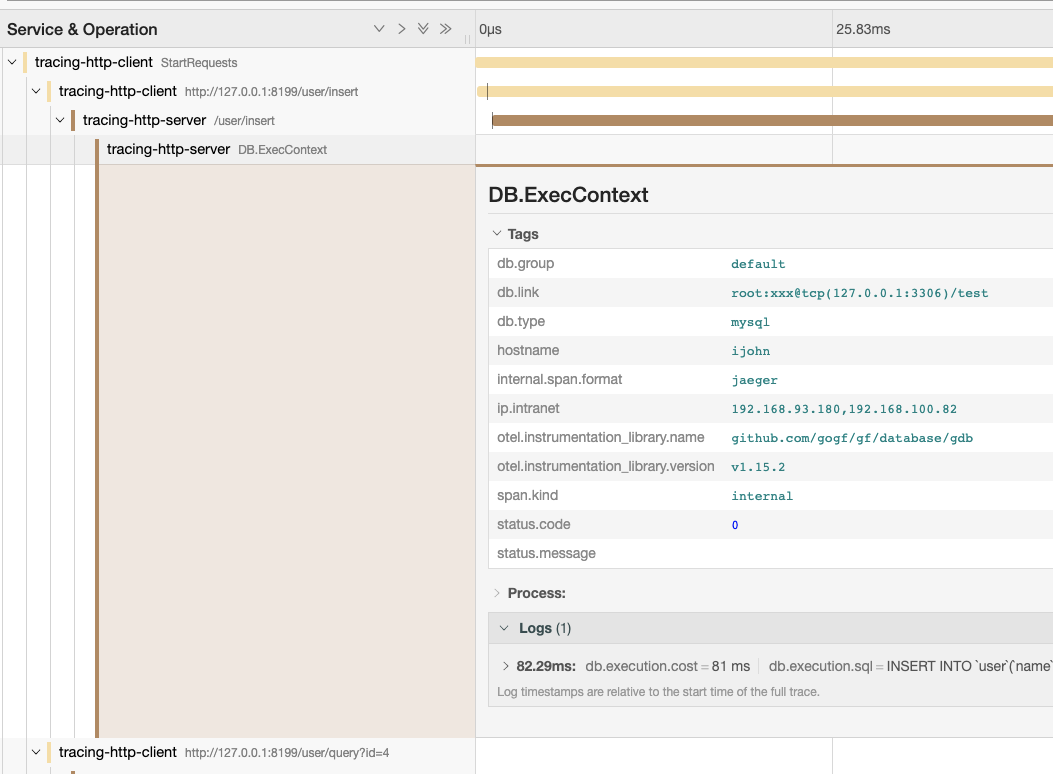 Service & Operation 0µs 25.83ms
tracing-http-client StartRequests
tracing-http-client http://127.0.0.1:8199/user/insert
tracing-http-server /user/insert
tracing-http-server DB.ExecContext
DB.ExecContext
Tags
db.group default
db.link root:xxx@tcp(127.0.0.1:3306)/test
db.type mysql
hostname ijohn
internal.span.format jaeger
ip.intranet 192.168.93.180,192.168.100.82
otel.instrumentation_library.name github.com/gogf/gf/database/gdb
otel.instrumentation_library.version v1.15.2
span.kind internal
status.code 0
status.message
Process:
Logs (1)
82.29ms: db.execution.cost = 81 ms db.execution.sql = INSERT INTO `user`(`name`
Log timestamps are relative to the start time of the full trace.
tracing-http-client http://127.0.0.1:8199/user/query?id=4